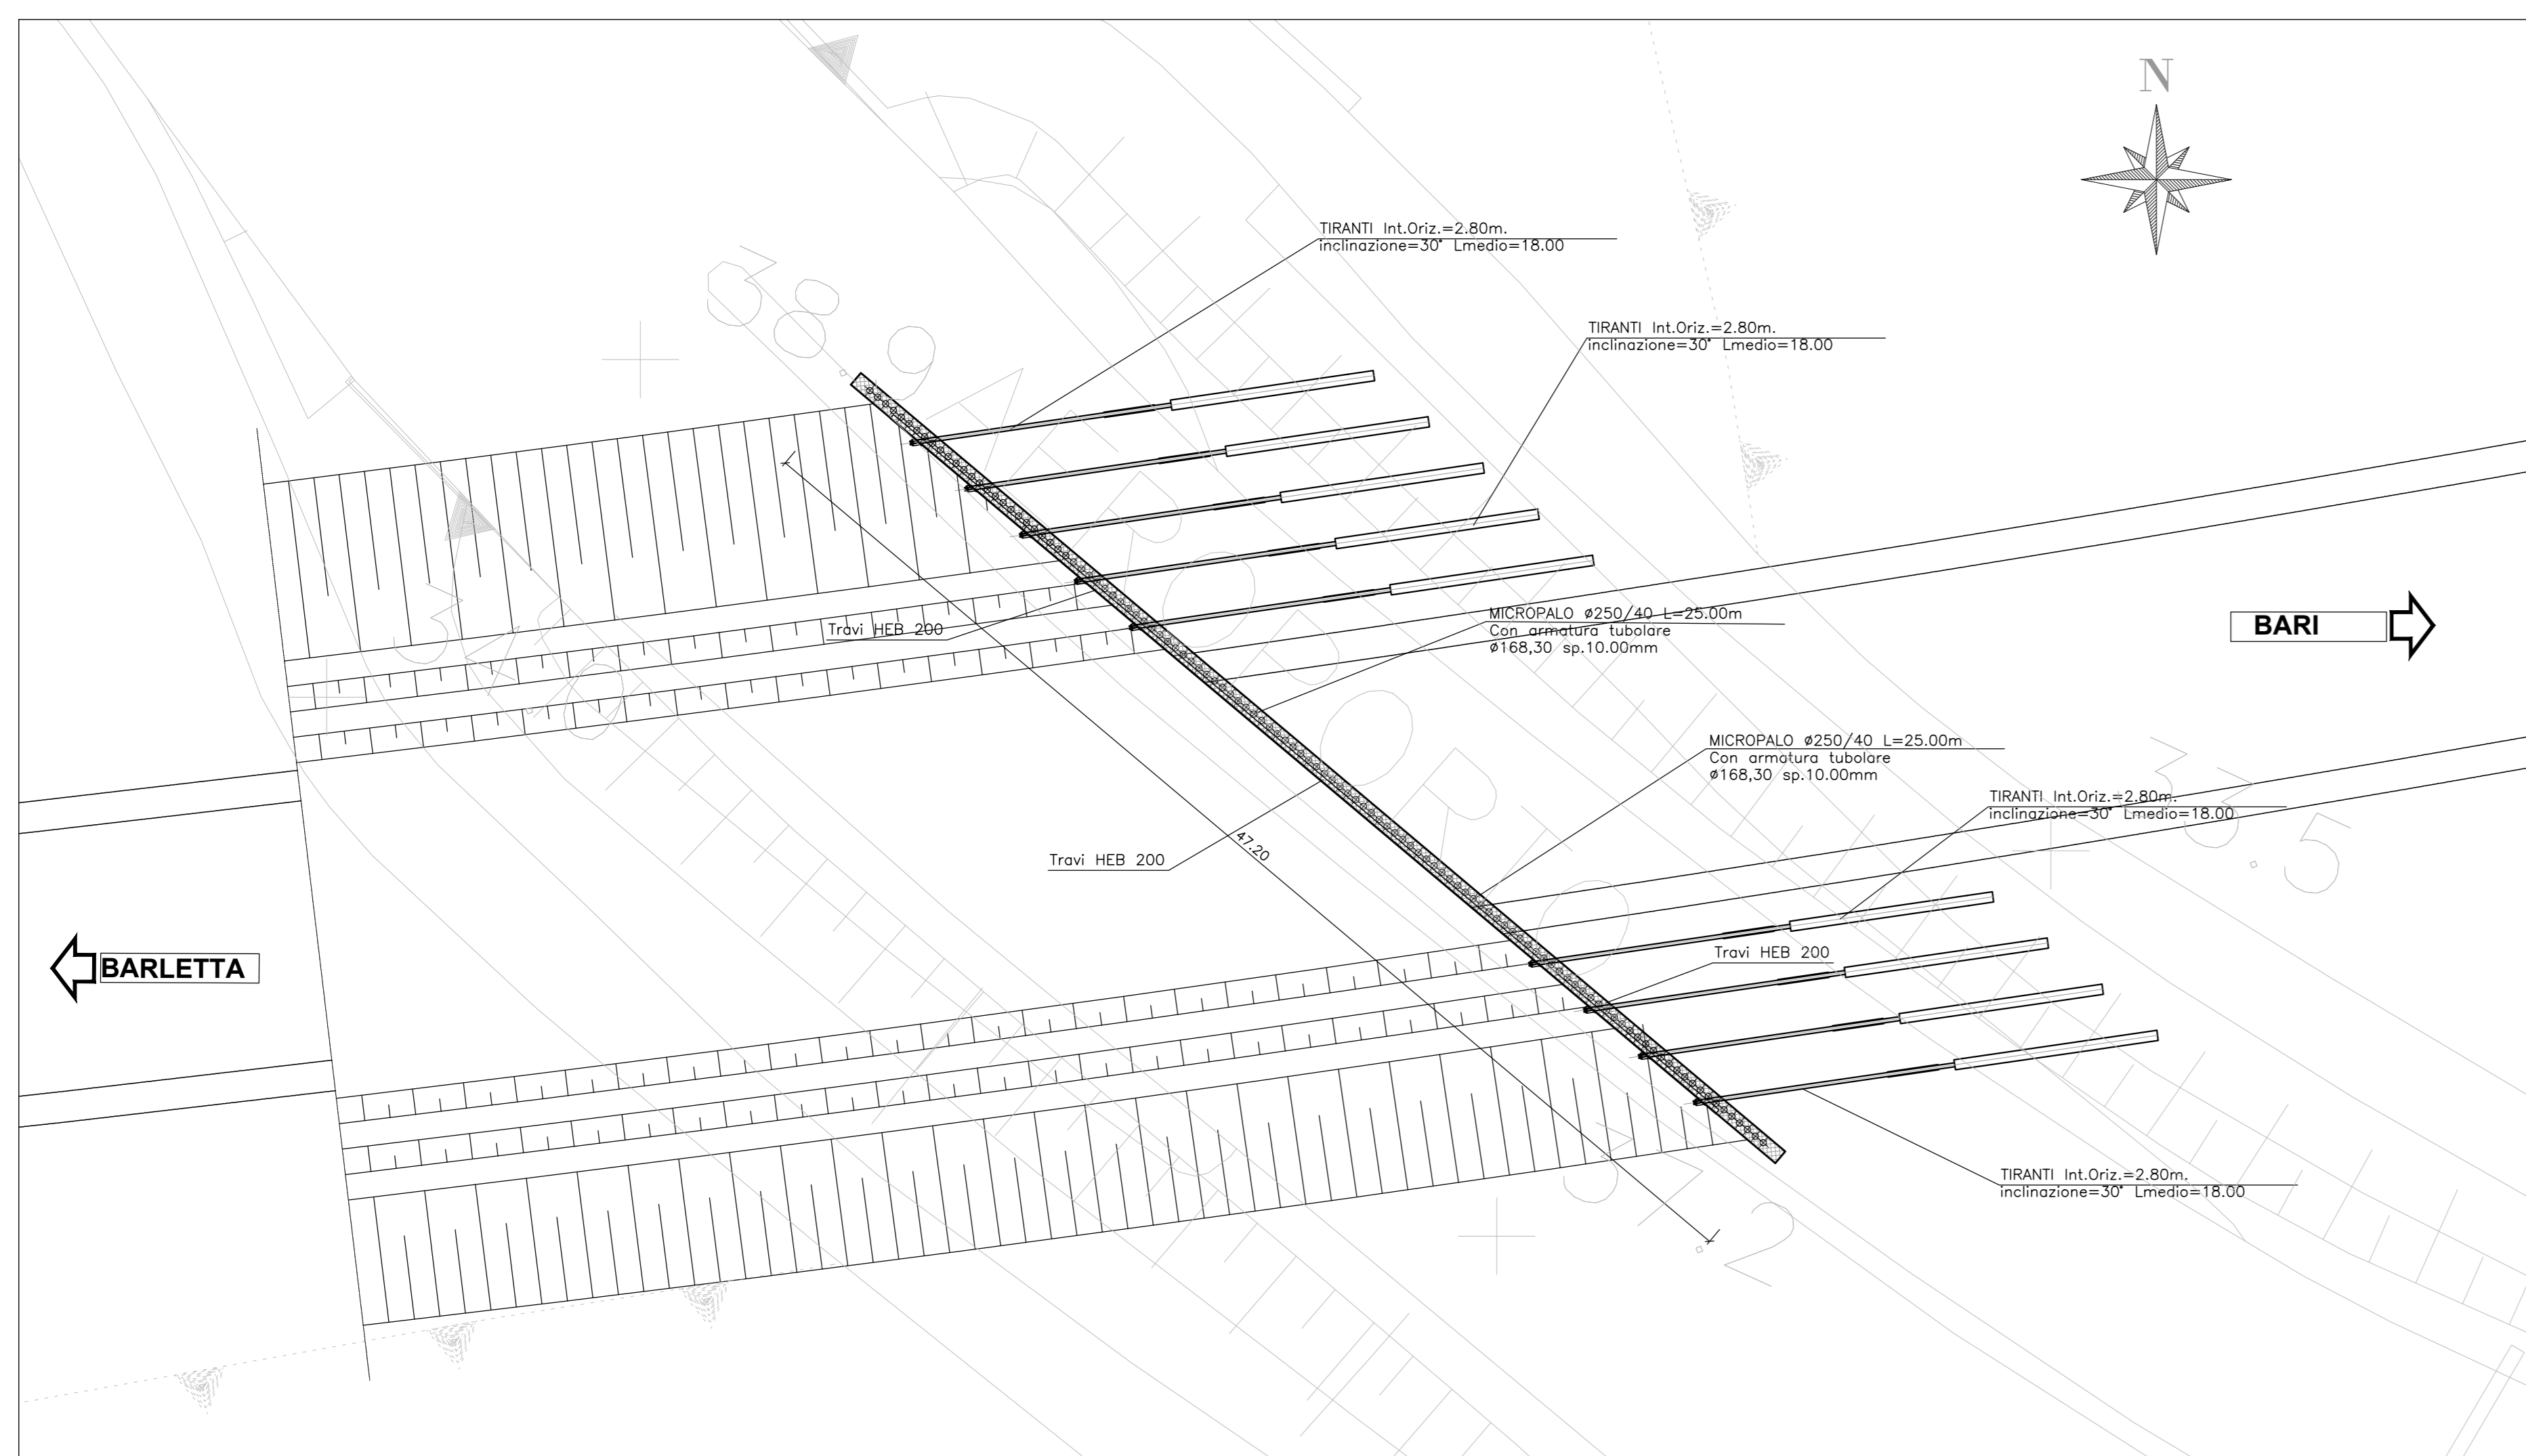 N
TIRANTI Int.Oriz.=2.80m.
inclinazione=30° Lmedio=18.00
TIRANTI Int.Oriz.=2.80m.
inclinazione=30° Lmedio=18.00
MICROPALO ø250/40 L=25.00m
Con armatura tubolare
ø168,30 sp.10.00mm
Travi HEB 200
BARI
MICROPALO ø250/40 L=25.00m
Con armatura tubolare
ø168,30 sp.10.00mm
TIRANTI Int.Oriz.=2.80m.
inclinazione=30° Lmedio=18.00
47.20
Travi HEB 200
Travi HEB 200
BARLETTA
TIRANTI Int.Oriz.=2.80m.
inclinazione=30° Lmedio=18.00